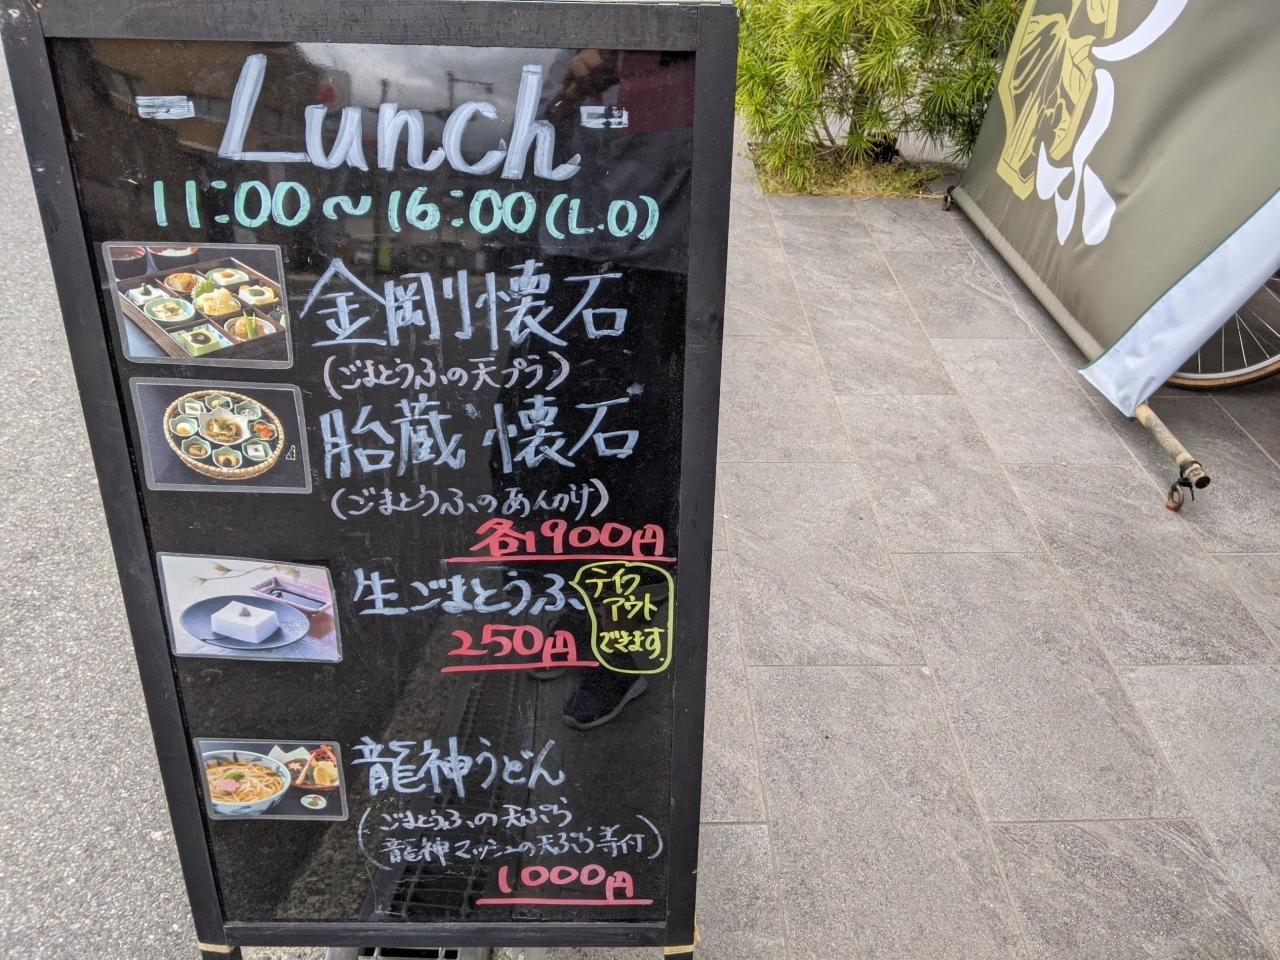 Lunch
11:00～16:00(L.O)
金剛懐石
(ごまとうふの天プラ)
胎蔵懐石
(ごまとうふのあんかけ)
各1900円
生ごまとうふ
テイク
アウト
できます
250円
龍神うどん
(ごまとうふの天ぷら
龍神マッシュの天ぷら等付)
1000円